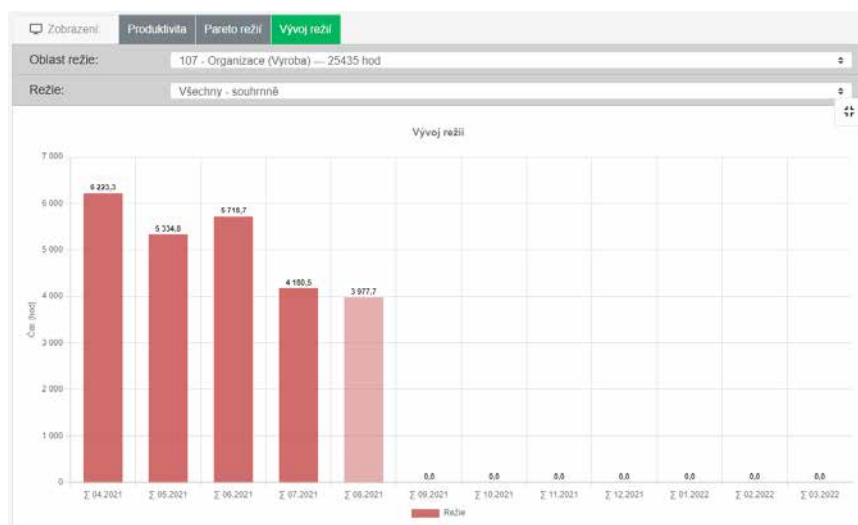 Zobrazení: Produktivita Pareto režií Vývoj režií
Oblast režie: 107 - Organizace (Vyroba) — 25435 hod
Režie: Všechny - souhrnně
Vývoj režií
7 000
6 000
5 000
4 000
3 000
2 000
1 000
0
Čas [hod]
6 223,3
5 334,8
5 718,7
4 180,5
3 977,7
0,0 0,0 0,0 0,0 0,0 0,0 0,0
∑ 04.2021 ∑ 05.2021 ∑ 06.2021 ∑ 07.2021 ∑ 08.2021 ∑ 09.2021 ∑ 10.2021 ∑ 11.2021 ∑ 12.2021 ∑ 01.2022 ∑ 02.2022 ∑ 03.2022
Režie